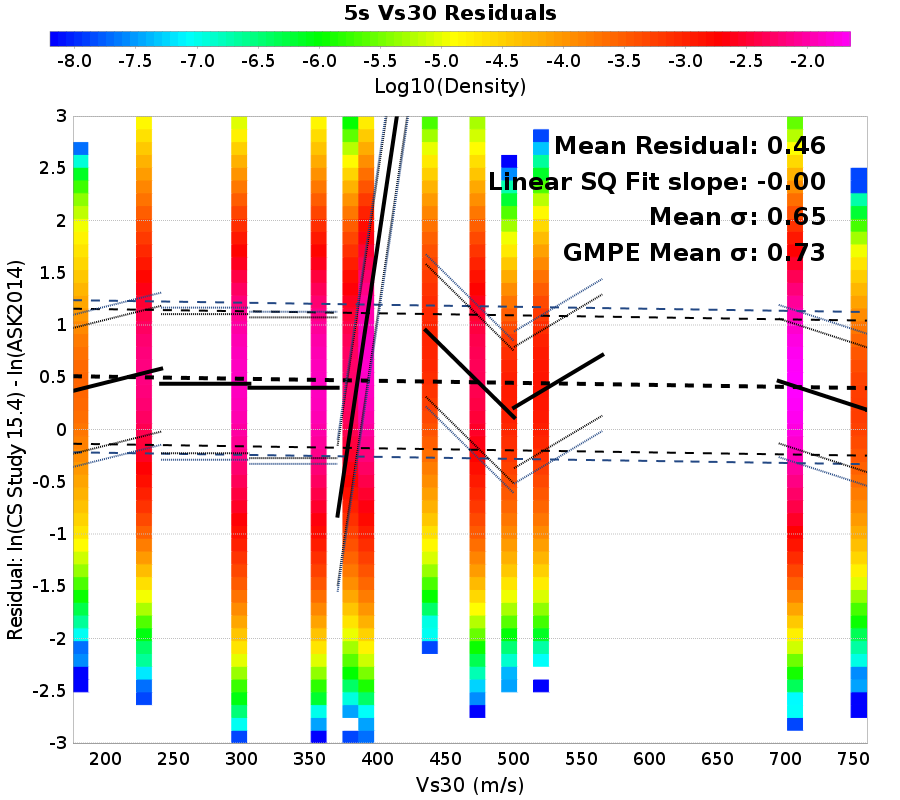 5s Vs30 Residuals
-8.0 -7.5 -7.0 -6.5 -6.0 -5.5 -5.0 -4.5 -4.0 -3.5 -3.0 -2.5 -2.0
Log10(Density)
Mean Residual: 0.46
Linear SQ Fit slope: -0.00
Mean σ: 0.65
GMPE Mean σ: 0.73
Residual: ln(CS Study 15.4) - ln(ASK2014)
3
2.5
2
1.5
1
0.5
0
-0.5
-1
-1.5
-2
-2.5
-3
200 250 300 350 400 450 500 550 600 650 700 750
Vs30 (m/s)